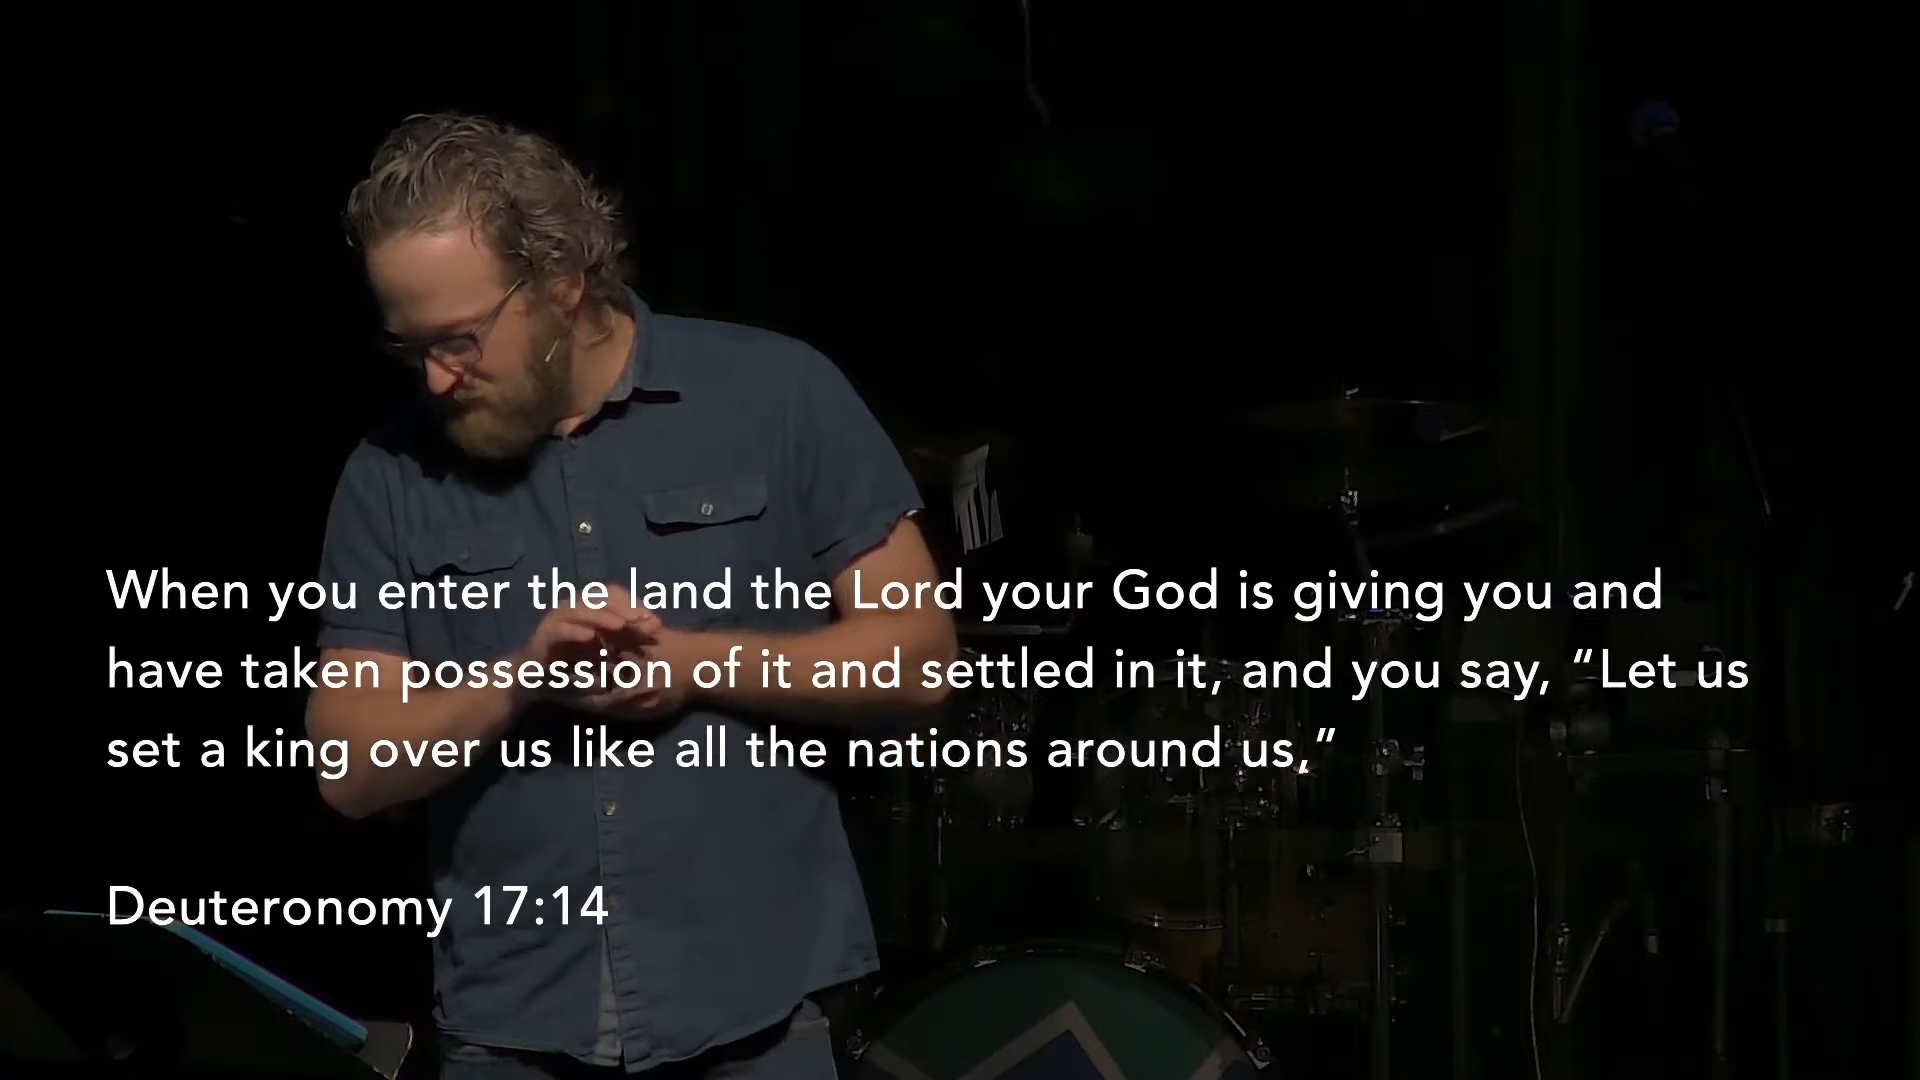 When you enter the land the Lord your God is giving you and
have taken possession of it and settled in it, and you say, “Let us
set a king over us like all the nations around us,”
Deuteronomy 17:14